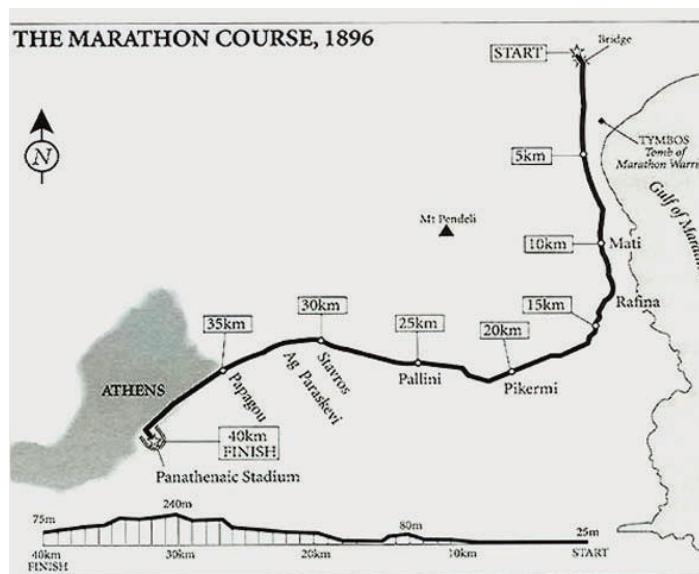 THE MARATHON COURSE, 1896
START
Bridge
N
TYMBOS
Tomb of
5km
Marathon
Gulf of
Mt Pendeli
10km
Mati
Rafina
15km
30km
35km
25km
20km
Stavros
Ag Paraskevi
Pallini
Pikermi
Papagou
ATHENS
40km
FINISH
Panathenaic Stadium
240m
75m
80m
25m
40km
30km
20km
10km
START
FINISH